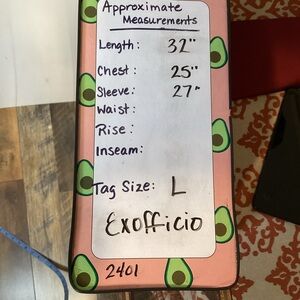 Approximate
Measurements
Length: 32"
Chest: 25"
Sleeve: 27"
Waist:
Rise:
Inseam:
Tag Size: L
Exofficio
2401